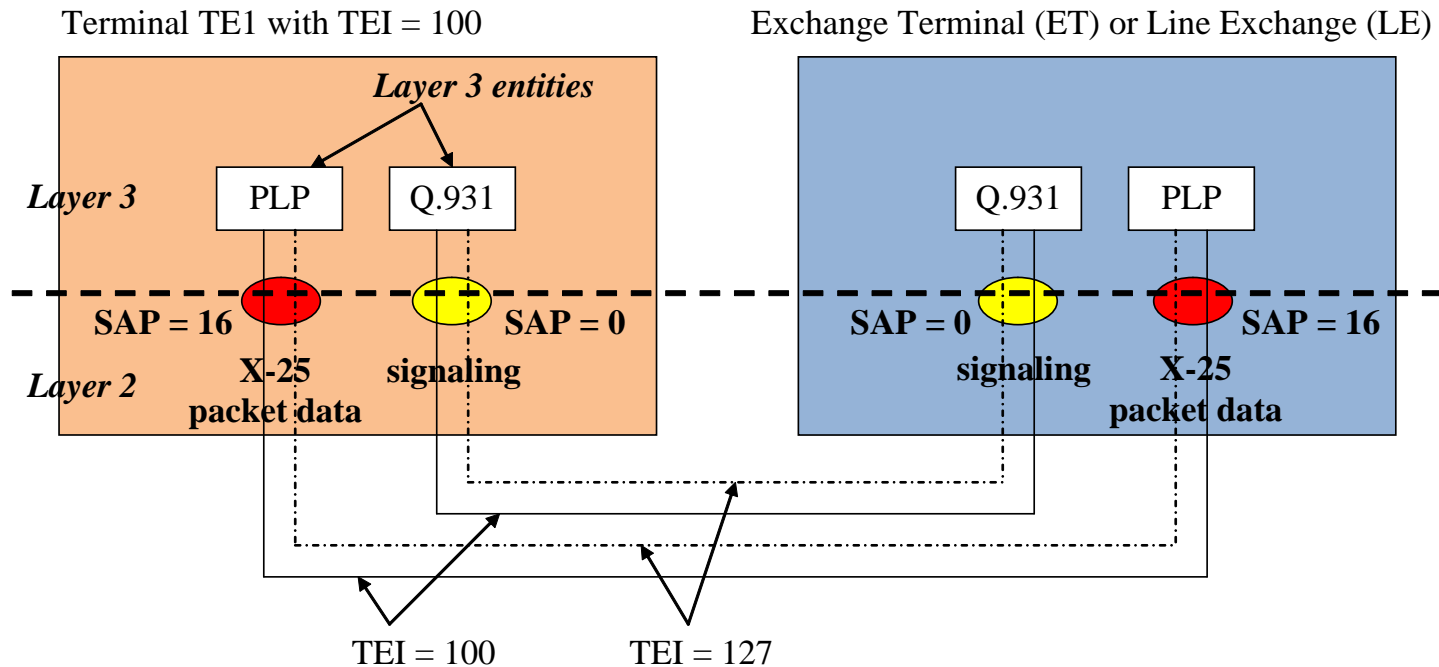 Terminal TE1 with TEI = 100
Exchange Terminal (ET) or Line Exchange (LE)
Layer 3 entities
Layer 3
PLP
Q.931
Q.931
PLP
SAP = 16
SAP = 0
SAP = 0
SAP = 16
Layer 2
X-25
packet data
signaling
signaling
X-25
packet data
TEI = 100
TEI = 127